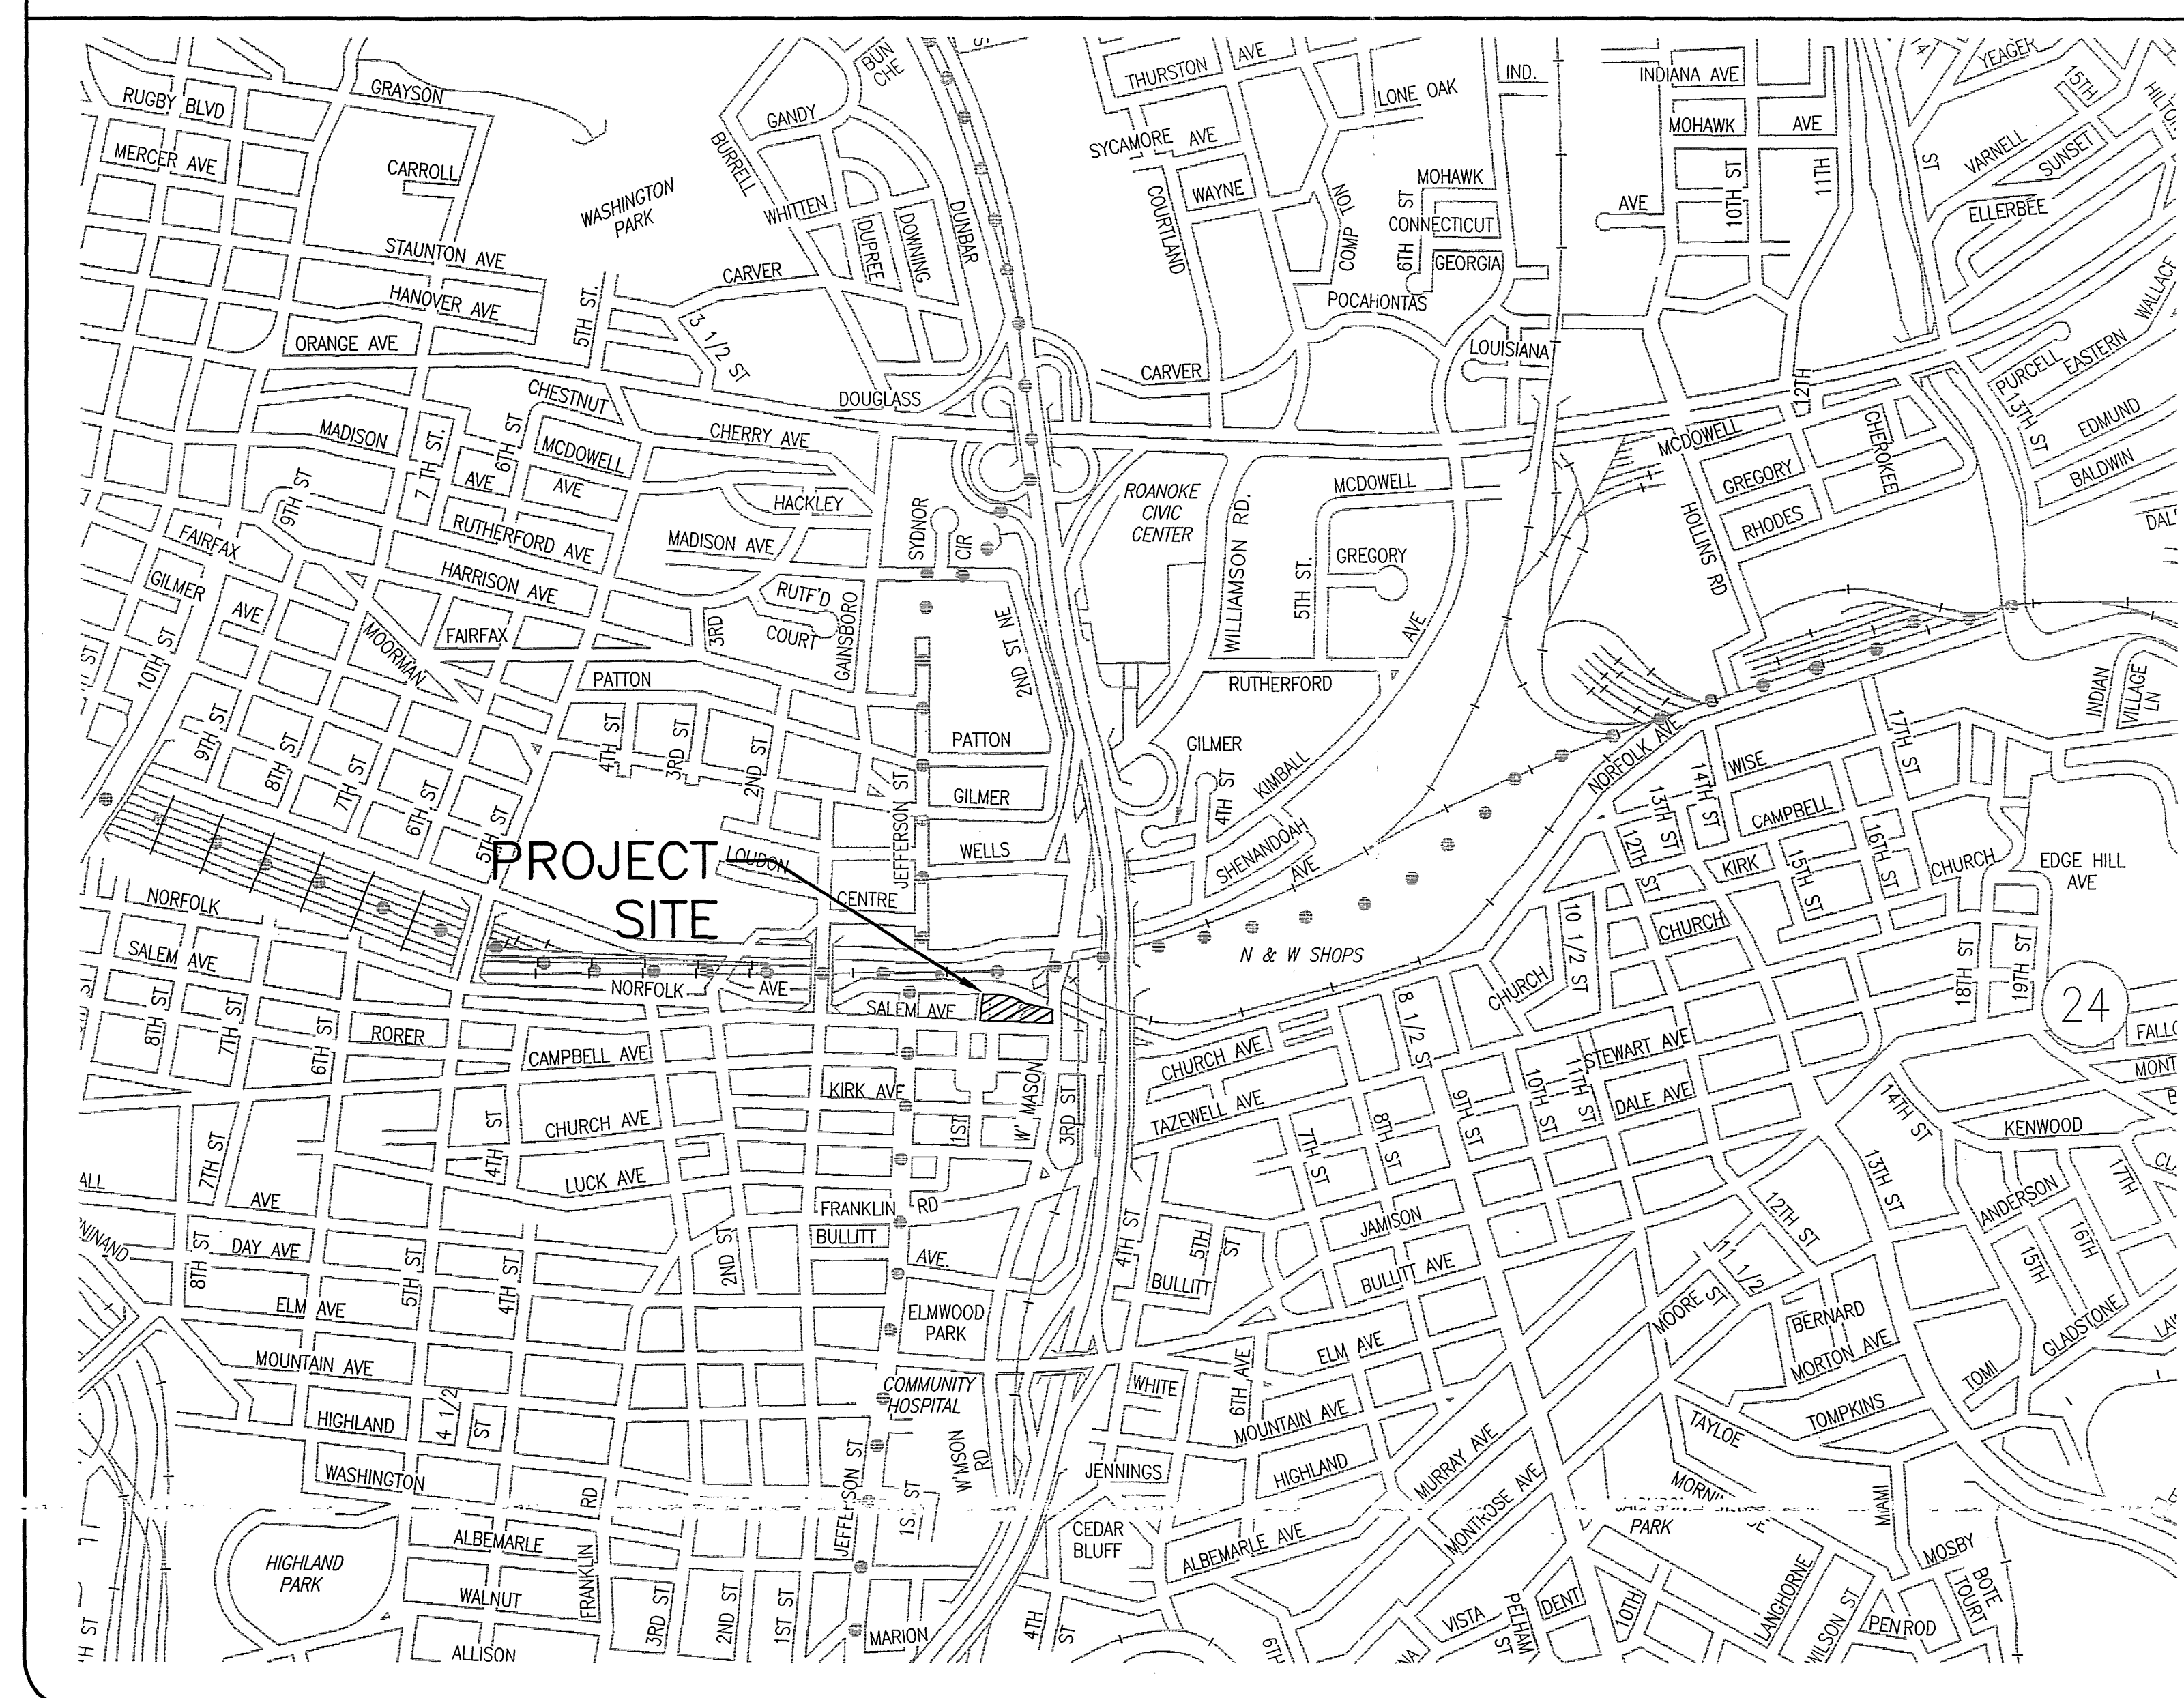 GRAYSON
RUGBY BLVD
MERCER AVE
CARROLL
STAUNTON AVE
HANOVER AVE
ORANGE AVE
5TH ST.
WASHINGTON
PARK
BUN
CHE
GANDY
BURRELL
WHITTEN
DUPREE
DOWNING
DUNBAR
CARVER
3 1/2 ST
DOUGLASS
THURSTON
AVE
SYCAMORE AVE
WAYNE
COURTLAND
LONE OAK
COMP TON
6TH ST
MOHAWK
CONNECTICUT
GEORGIA
POCAHONTAS
LOUISIANA
CARVER
IND.
INDIANA AVE
MOHAWK AVE
AVE
10TH ST
11TH
12TH
YEAGER
15TH
VARNELL
SUNSET
ELLERBEE
ST
PURCELL
EASTERN
13TH ST
EDMUND
BALDWIN
CHESTNUT
MADISON
7 TH ST.
6TH ST
MCDOWELL
AVE
AVE
CHERRY AVE
HACKLEY
MADISON AVE
RUTHERFORD AVE
HARRISON AVE
9TH ST
FAIRFAX
GILMER
AVE
10TH ST
ST
MOORMAN
FAIRFAX
PATTON
3RD
RUTF'D
COURT
GAINSBORO
SYDNOR
CIR
2ND ST NE
ROANOKE
CIVIC
CENTER
WILLIAMSON RD.
MCDOWELL
5TH ST.
GREGORY
AVE
RUTHERFORD
MCDOWELL
GREGORY
RHODES
CHEROKEE
HOLLINS RD
INDIAN
VILLAGE
LN
9TH ST
8TH ST
7TH ST
6TH ST
5TH ST
4TH ST
3RD ST
2ND ST
PATTON
GILMER
WELLS
JEFFERSON ST
CENTRE
LOUDON
PROJECT
SITE
GILMER
4TH ST
KIMBALL
SHENANDOAH
AVE
N & W SHOPS
NORFOLK AVE
WISE
17TH ST
14TH ST
13TH ST
12TH ST
CAMPBELL
KIRK
15TH ST
16TH ST
CHURCH
EDGE HILL
AVE
CHURCH
10 1/2 ST
CHURCH
18TH ST
19TH ST
24
NORFOLK
SALEM AVE
8TH ST
7TH ST
6TH ST
RORER
NORFOLK AVE
SALEM AVE
CAMPBELL AVE
KIRK AVE
CHURCH AVE
4TH ST
LUCK AVE
7TH ST
1ST
W' MASON
3RD ST
CHURCH AVE
TAZEWELL AVE
8 1/2 ST
7TH ST
8TH ST
9TH ST
10TH ST
11TH ST
STEWART AVE
DALE AVE
14TH ST
MONT
KENWOOD
13TH ST
12TH ST
ANDERSON
17TH
16TH
15TH
AVE
DAY AVE
8TH ST
5TH ST
4TH ST
ELM AVE
MOUNTAIN AVE
FRANKLIN RD
BULLITT
AVE.
2ND ST
ELMWOOD
PARK
4TH ST
5TH ST
BULLITT
JAMISON
BULLITT AVE
ELM AVE
MOORE ST
11 1/2
BERNARD
MORTON AVE
GLADSTONE
TOMI
HIGHLAND
4 1/2 ST
WASHINGTON
COMMUNITY
HOSPITAL
W'MSON
RD
WHITE
6TH AVE
MOUNTAIN AVE
JENNINGS
HIGHLAND
MURRAY AVE
MONTROSE AVE
TAYLOE
TOMPKINS
MIAMI
HIGHLAND
PARK
ALBEMARLE
WALNUT
ALLISON
FRANKLIN RD
3RD ST
2ND ST
1ST ST
JEFFERSON ST
MARION
CEDAR
BLUFF
ALBEMARLE AVE
4TH ST
PARK
VISTA
PELHAM
ST
DENT
10TH
LANGHORNE
WILSON ST
MOSBY
BOTE
TOURT
PENROD